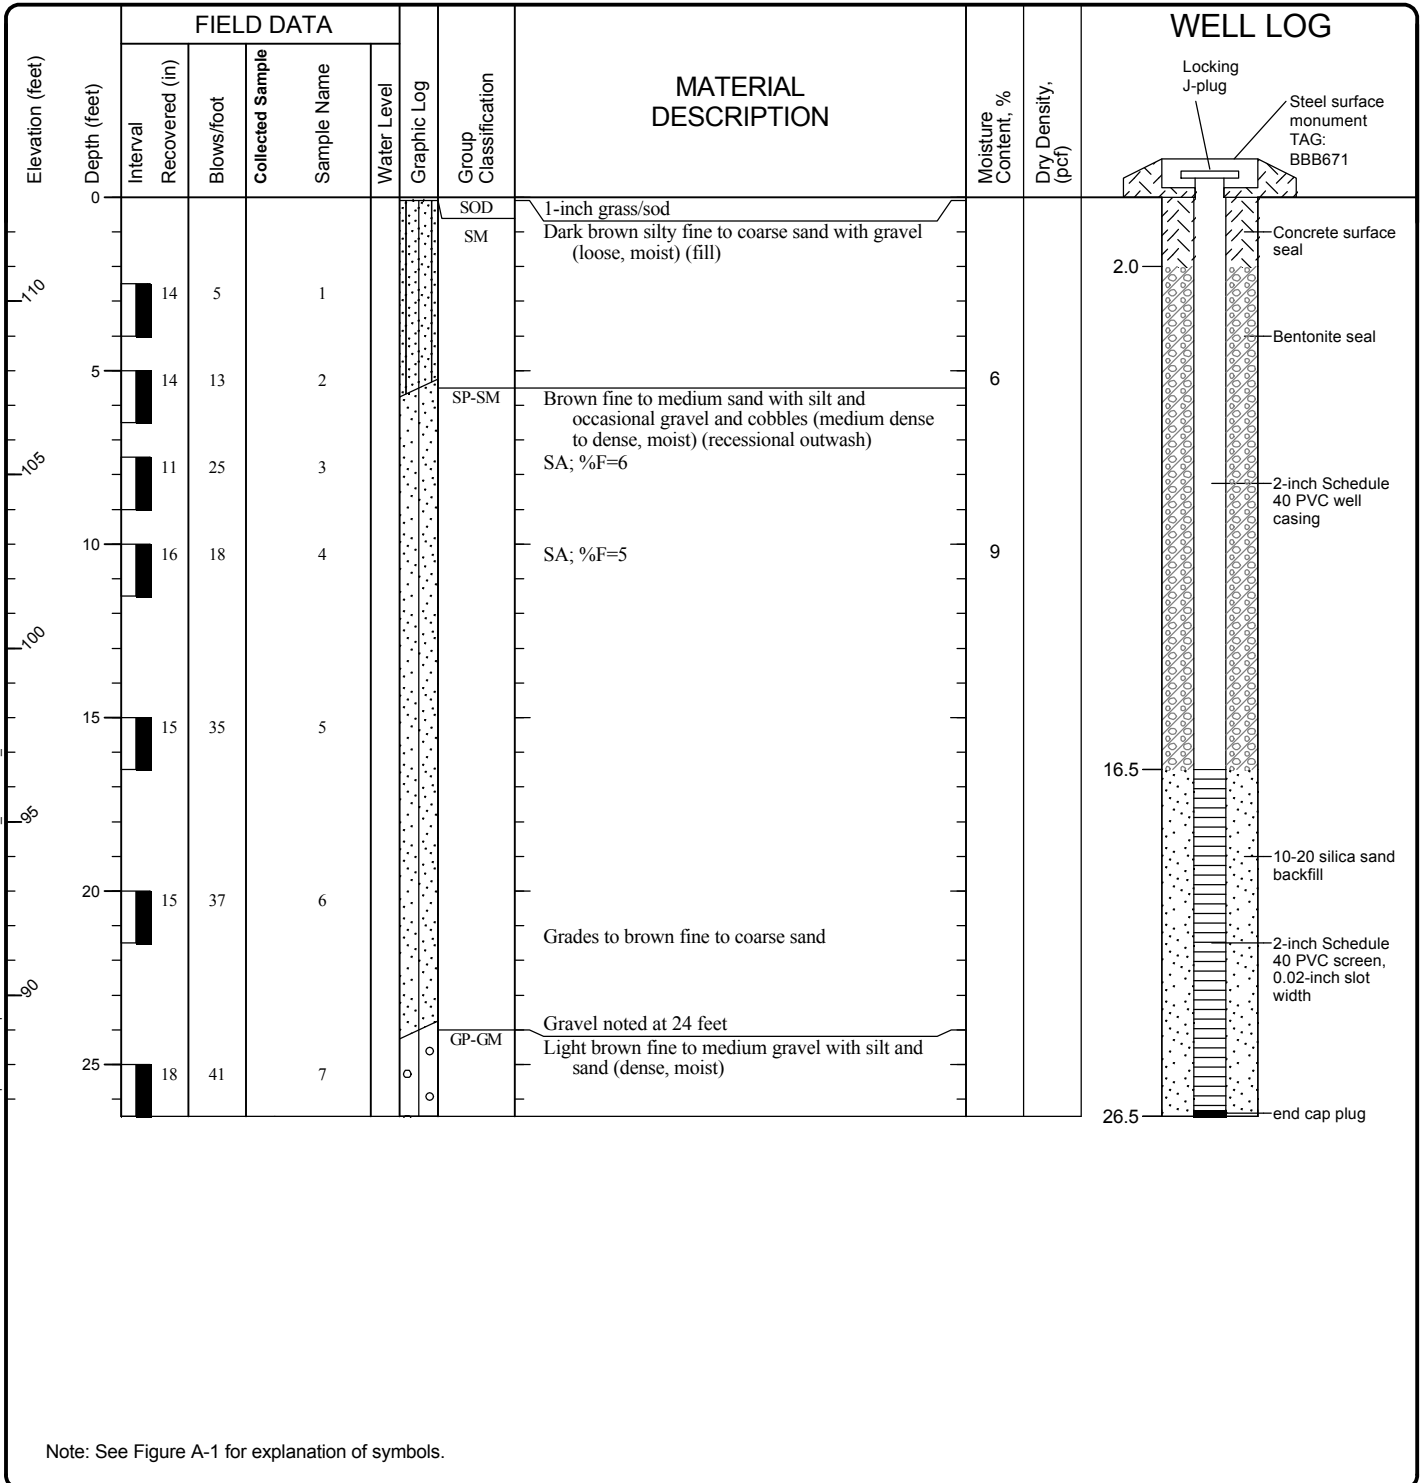 FIELD DATA
WELL LOG
Elevation (feet)
Depth (feet)
Interval
Recovered (in)
Blows/foot
Collected Sample
Sample Name
Water Level
Graphic Log
Group
Classification
MATERIAL
DESCRIPTION
Moisture
Content, %
Dry Density,
(pcf)
Locking
J-plug
Steel surface
monument
TAG:
BBB671
0
SOD
1-inch grass/sod
SM
Dark brown silty fine to coarse sand with gravel
(loose, moist) (fill)
Concrete surface
seal
2.0
110
14 5 1
Bentonite seal
5
14 13 2
6
SP-SM
Brown fine to medium sand with silt and
occasional gravel and cobbles (medium dense
to dense, moist) (recessional outwash)
105
11 25 3
SA; %F=6
2-inch Schedule
40 PVC well
casing
10
16 18 4
SA; %F=5
9
100
15
15 35 5
16.5
95
10-20 silica sand
backfill
20
15 37 6
Grades to brown fine to coarse sand
2-inch Schedule
40 PVC screen,
0.02-inch slot
width
90
Gravel noted at 24 feet
GP-GM
Light brown fine to medium gravel with silt and
sand (dense, moist)
25
18 41 7
26.5
end cap plug
Note: See Figure A-1 for explanation of symbols.